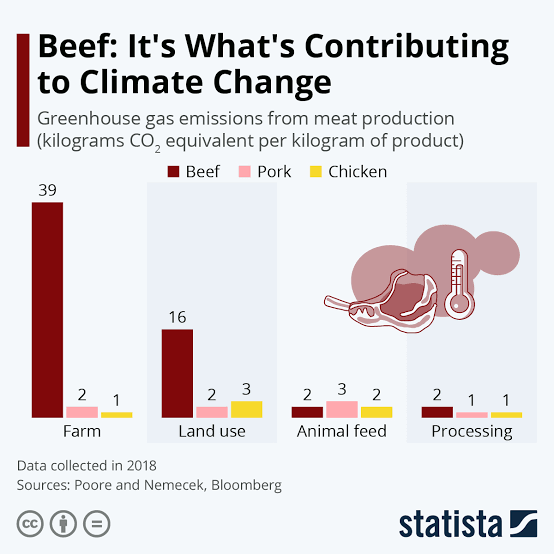 Beef: It's What's Contributing
to Climate Change
Greenhouse gas emissions from meat production
(kilograms CO₂ equivalent per kilogram of product)
Beef Pork Chicken
39
2
1
Farm
16
2
3
Land use
2
3
2
Animal feed
2
1
1
Processing
Data collected in 2018
Sources: Poore and Nemecek, Bloomberg
cc
statista